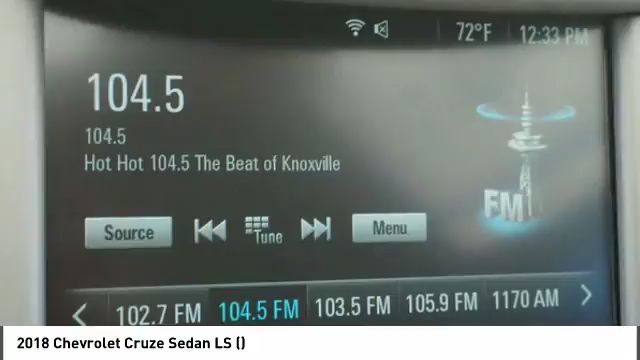 72°F 12:33 PM
104.5
104.5
Hot Hot 104.5 The Beat of Knoxville
FM
Source Tune Menu
102.7 FM 104.5 FM 103.5 FM 105.9 FM 1170 AM
2018 Chevrolet Cruze Sedan LS ()